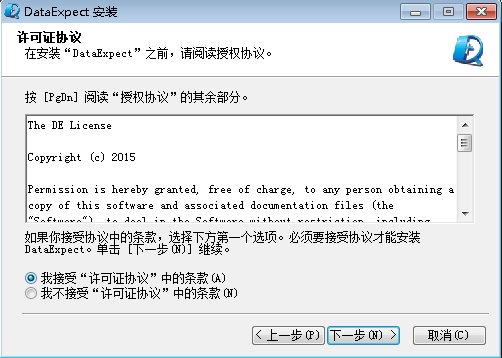 DataExpect 安装
许可证协议
在安装“DataExpect”之前，请阅读授权协议。
按 [PgDn] 阅读“授权协议”的其余部分。
The DE License
Copyright (c) 2015
Permission is hereby granted, free of charge, to any person obtaining a
copy of this software and associated documentation files (the
"Software"), to deal in the Software without restriction, including
如果你接受协议中的条款，选择下方第一个选项。必须要接受协议才能安装
DataExpect。单击 [下一步(N)] 继续。
我接受“许可证协议”中的条款(A)
我不接受“许可证协议”中的条款(N)
< 上一步(P) 下一步(N) > 取消(C)